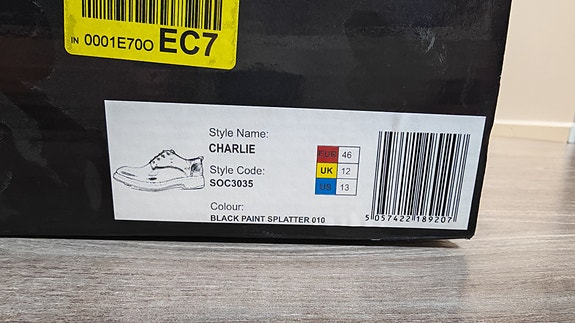 IN 0001E70O EC7
Style Name:
CHARLIE
Style Code:
SOC3035
Colour:
BLACK PAINT SPLATTER 010
EUR 46
UK 12
US 13
5 057422 189207